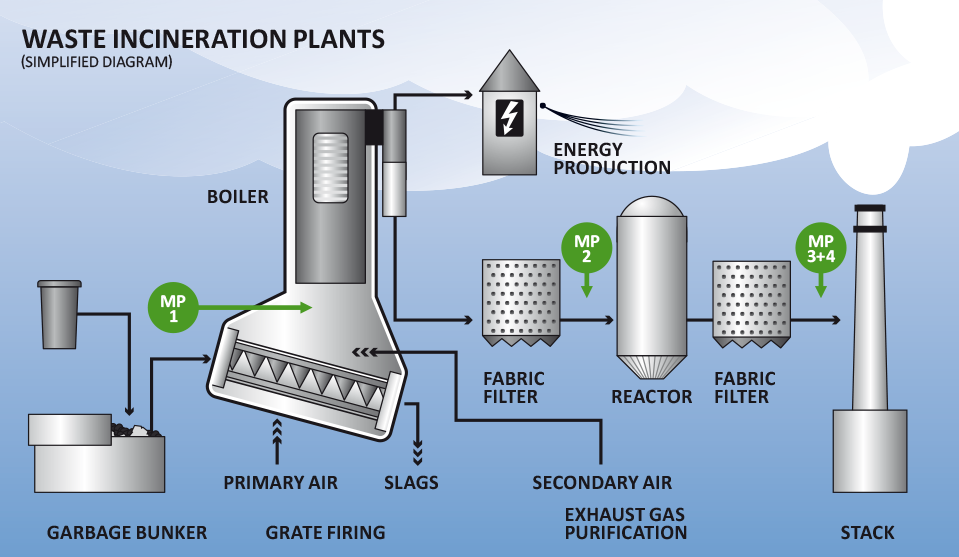 WASTE INCINERATION PLANTS
(SIMPLIFIED DIAGRAM)
ENERGY
PRODUCTION
BOILER
MP
1
MP
2
MP
3+4
FABRIC
FILTER
REACTOR
FABRIC
FILTER
PRIMARY AIR
SLAGS
SECONDARY AIR
GARBAGE BUNKER
GRATE FIRING
EXHAUST GAS
PURIFICATION
STACK